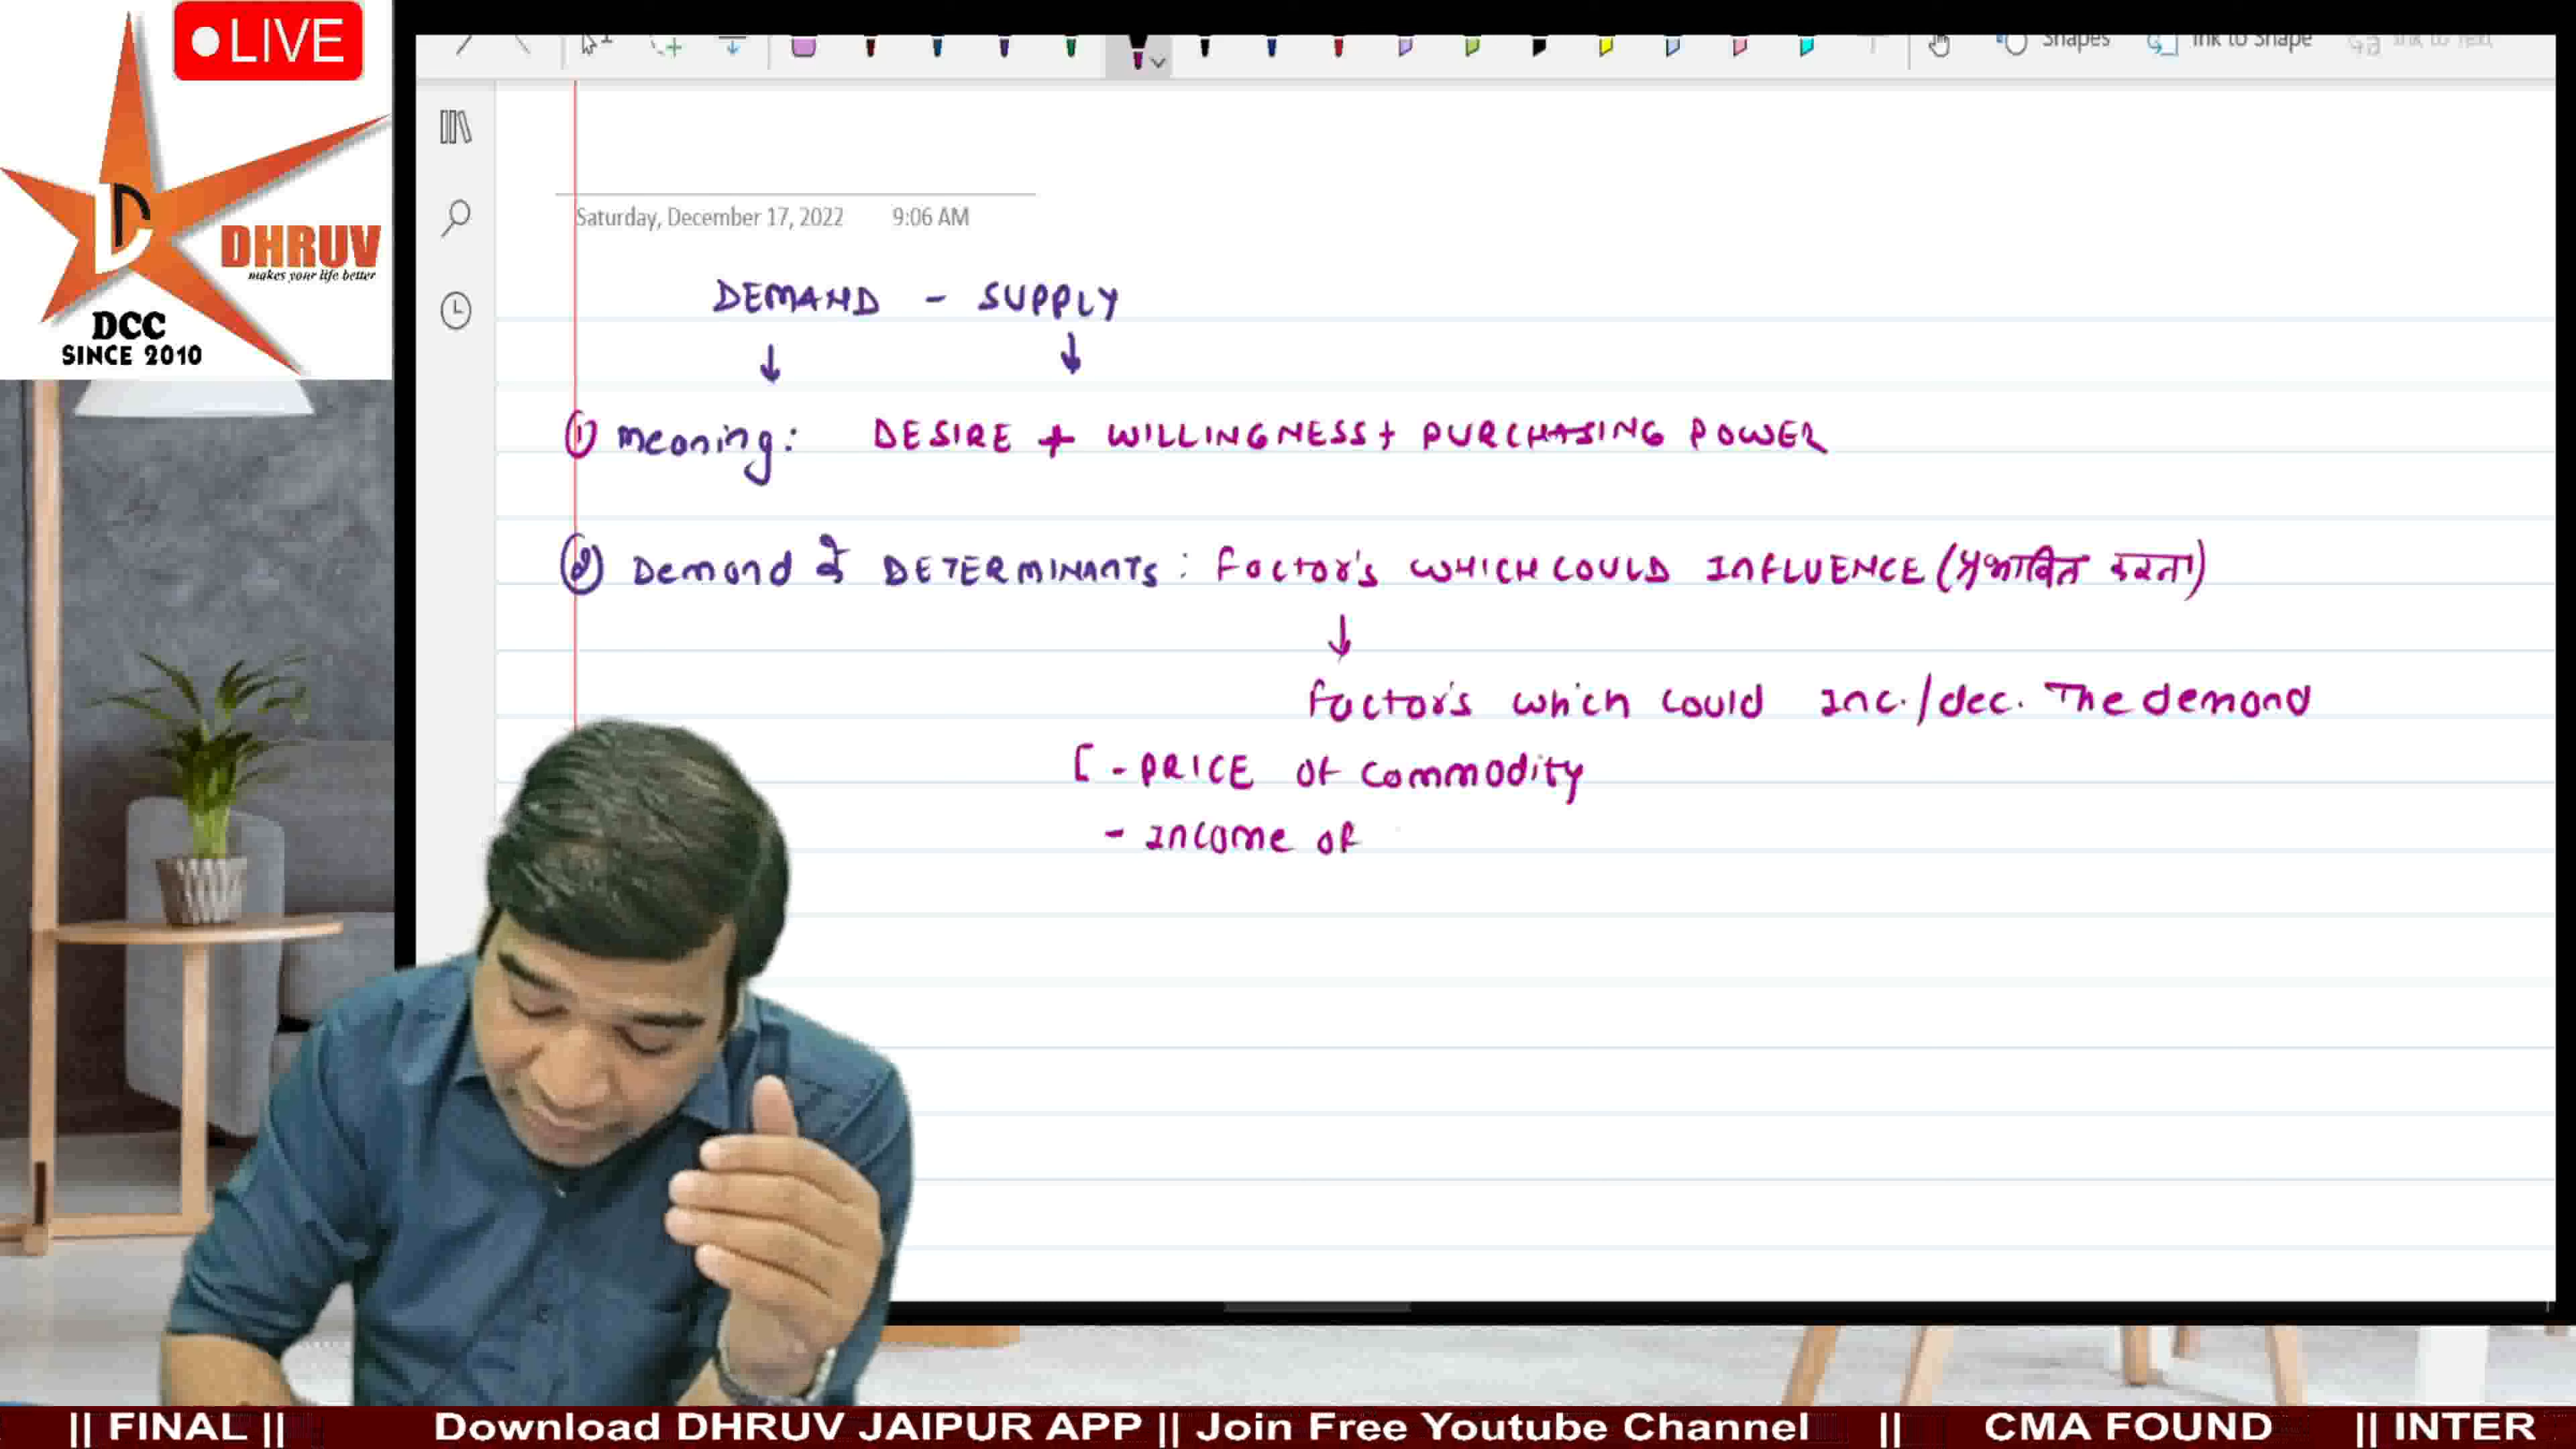 LIVE
D
DHRUV
makes your life better
DCC
SINCE 2010
Shapes
Ink to Shape
Ink to Text
Saturday, December 17, 2022 9:06 AM
DEMAND - SUPPLY
① meaning: DESIRE + WILLINGNESS + PURCHASING POWER
② Demand के DETERMINANTS: Factor's WHICH COULD INFLUENCE (प्रभावित करना)
Factor's which could Inc./dec. The demand
[ - PRICE of commodity
- Income of
|| FINAL || Download DHRUV JAIPUR APP || Join Free Youtube Channel || CMA FOUND || INTER